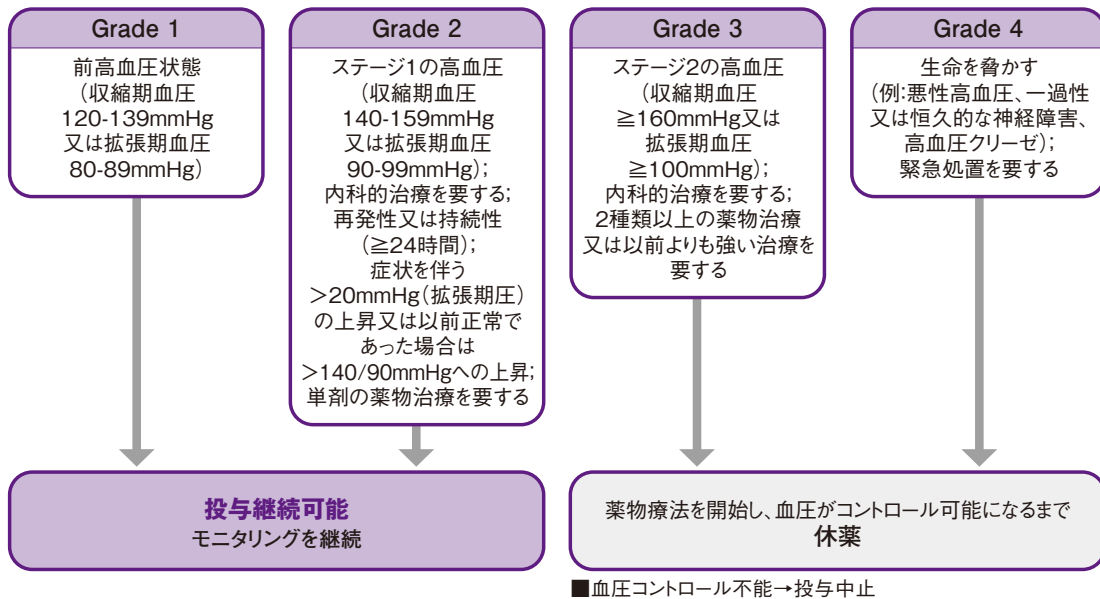 Grade 1
前高血圧状態
(収縮期血圧
120-139mmHg
又は拡張期血圧
80-89mmHg)
Grade 2
ステージ1の高血圧
(収縮期血圧
140-159mmHg
又は拡張期血圧
90-99mmHg);
内科的治療を要する;
再発性又は持続性
(≧24時間);
症状を伴う
>20mmHg(拡張期圧)
の上昇又は以前正常で
あった場合は
>140/90mmHgへの上昇;
単剤の薬物治療を要する
Grade 3
ステージ2の高血圧
(収縮期血圧
≧160mmHg又は
拡張期血圧
≧100mmHg);
内科的治療を要する;
2種類以上の薬物治療
又は以前よりも強い治療を
要する
Grade 4
生命を脅かす
(例:悪性高血圧、一過性
又は恒久的な神経障害、
高血圧クリーゼ);
緊急処置を要する
投与継続可能
モニタリングを継続
薬物療法を開始し、血圧がコントロール可能になるまで
休薬
■血圧コントロール不能→投与中止